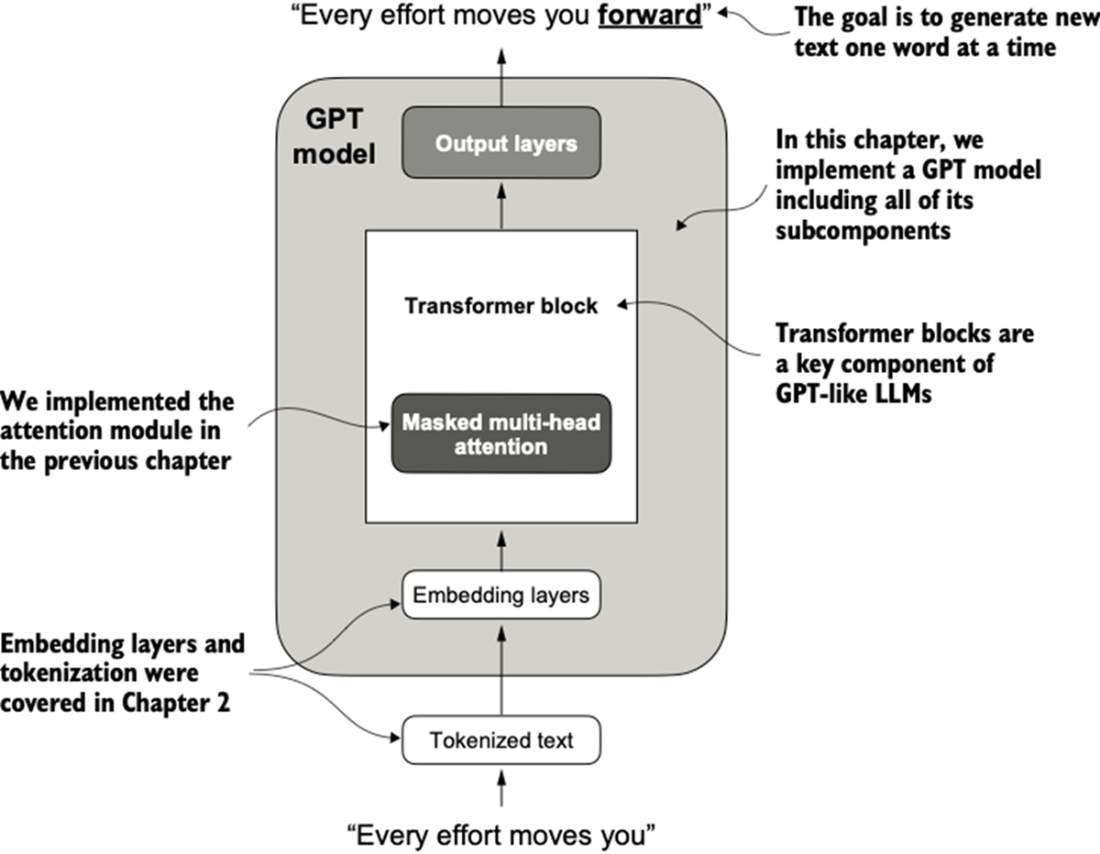 “Every effort moves you forward”
The goal is to generate new
text one word at a time
GPT
model
Output layers
In this chapter, we
implement a GPT model
including all of its
subcomponents
Transformer block
Transformer blocks are
a key component of
GPT-like LLMs
We implemented the
attention module in
the previous chapter
Masked multi-head
attention
Embedding layers
Embedding layers and
tokenization were
covered in Chapter 2
Tokenized text
“Every effort moves you”